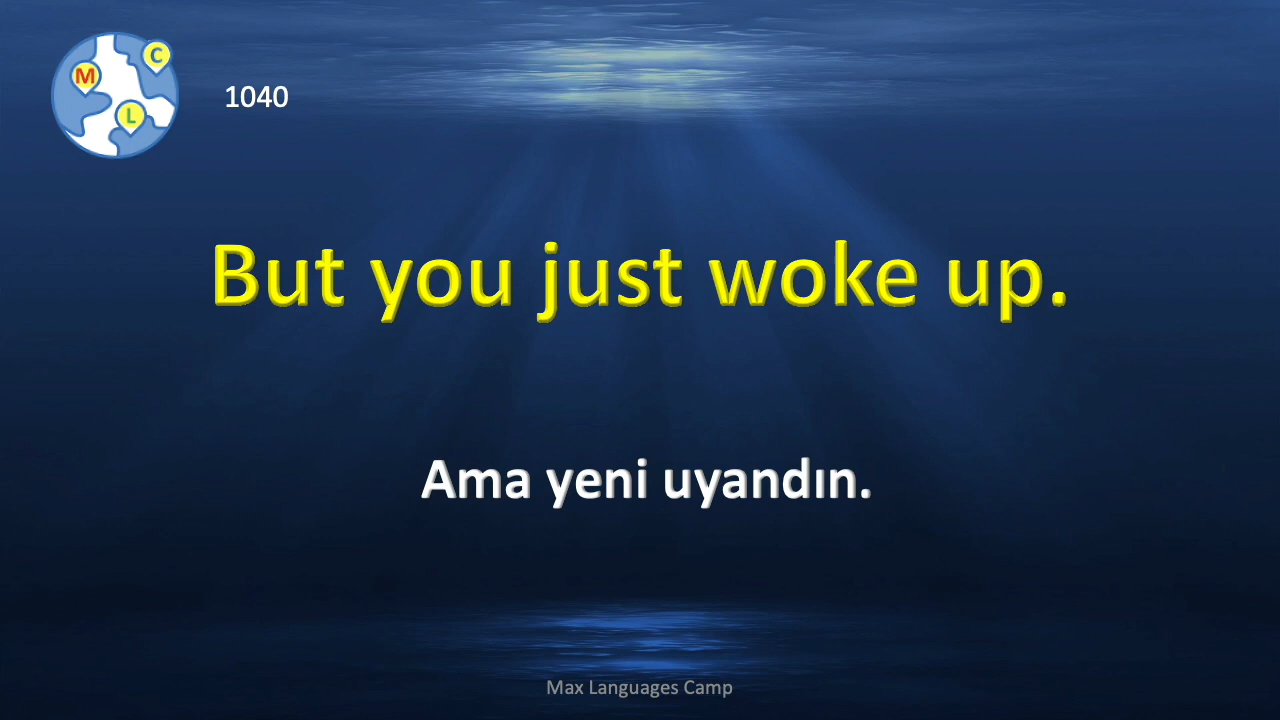 C
M
L
1040
But you just woke up.
Ama yeni uyandın.
Max Languages Camp